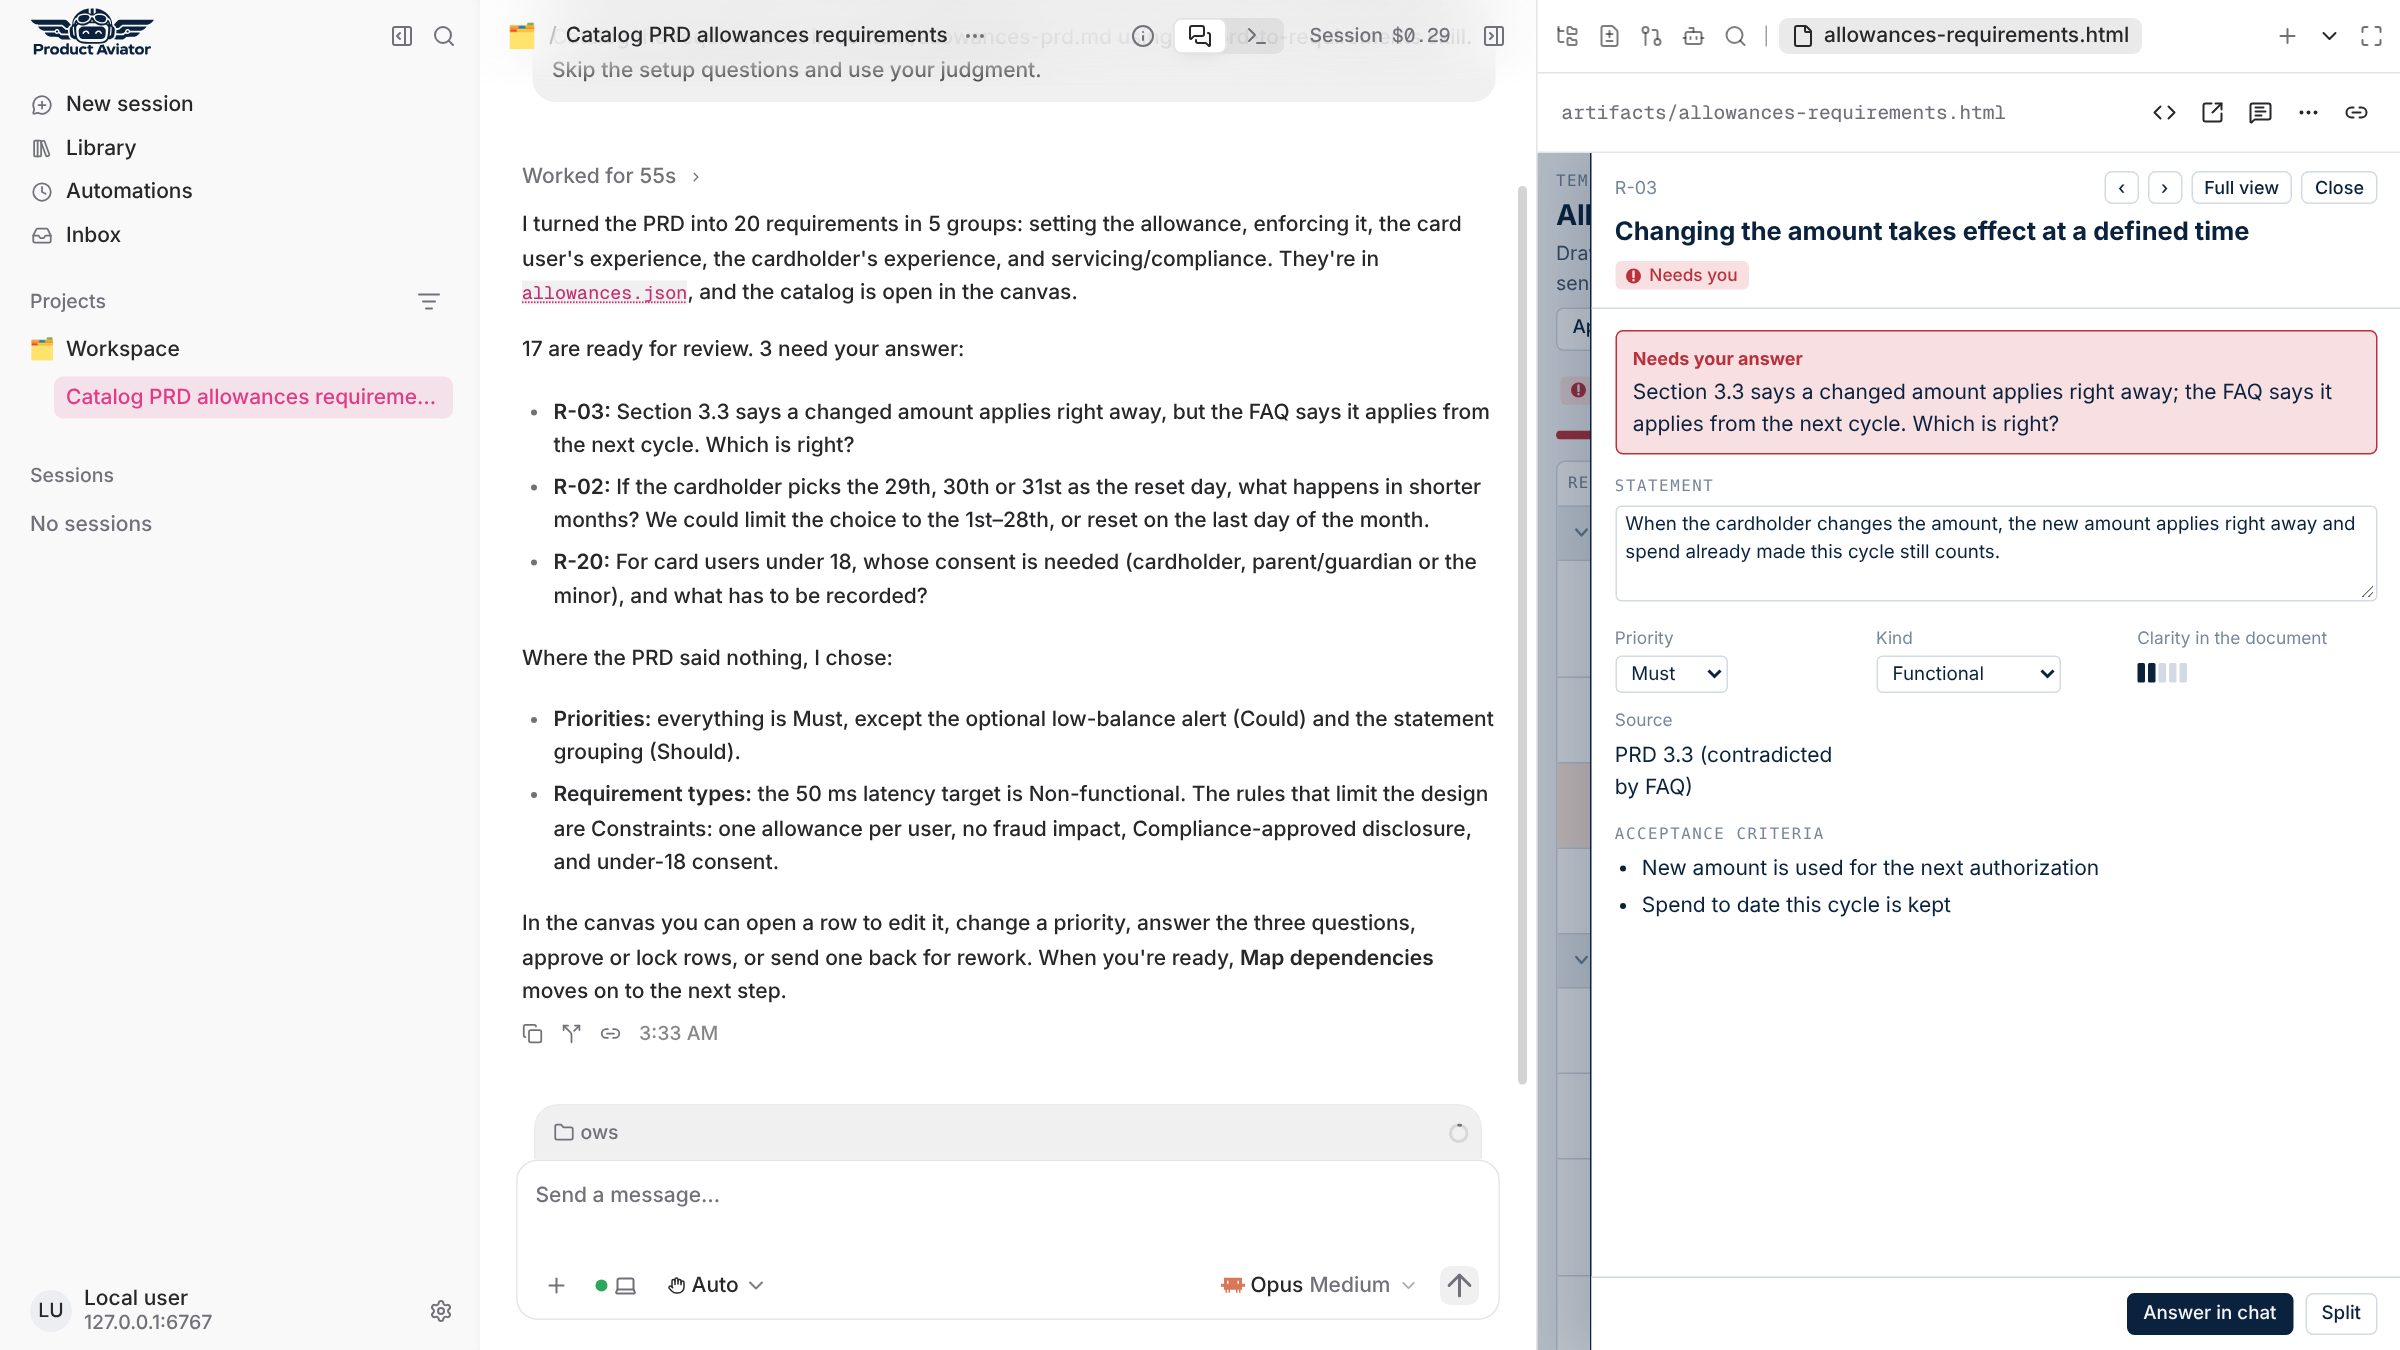 Product Aviator
New session
Library
Automations
Inbox
Projects
Workspace
Catalog PRD allowances requireme...
Sessions
No sessions
LU
Local user
127.0.0.1:6767
/ Catalog PRD allowances requirements
Session $0.29
Skip the setup questions and use your judgment.
Worked for 55s
I turned the PRD into 20 requirements in 5 groups: setting the allowance, enforcing it, the card
user's experience, the cardholder's experience, and servicing/compliance. They're in
allowances.json, and the catalog is open in the canvas.
17 are ready for review. 3 need your answer:
• R-03: Section 3.3 says a changed amount applies right away, but the FAQ says it applies from
the next cycle. Which is right?
• R-02: If the cardholder picks the 29th, 30th or 31st as the reset day, what happens in shorter
months? We could limit the choice to the 1st–28th, or reset on the last day of the month.
• R-20: For card users under 18, whose consent is needed (cardholder, parent/guardian or the
minor), and what has to be recorded?
Where the PRD said nothing, I chose:
• Priorities: everything is Must, except the optional low-balance alert (Could) and the statement
grouping (Should).
• Requirement types: the 50 ms latency target is Non-functional. The rules that limit the design
are Constraints: one allowance per user, no fraud impact, Compliance-approved disclosure,
and under-18 consent.
In the canvas you can open a row to edit it, change a priority, answer the three questions,
approve or lock rows, or send one back for rework. When you're ready, Map dependencies
moves on to the next step.
3:33 AM
ows
Send a message...
Auto
Opus Medium
allowances-requirements.html
artifacts/allowances-requirements.html
R-03
Full view
Close
Changing the amount takes effect at a defined time
Needs you
Needs your answer
Section 3.3 says a changed amount applies right away; the FAQ says it
applies from the next cycle. Which is right?
STATEMENT
When the cardholder changes the amount, the new amount applies right away and
spend already made this cycle still counts.
Priority
Kind
Clarity in the document
Must
Functional
Source
PRD 3.3 (contradicted
by FAQ)
ACCEPTANCE CRITERIA
• New amount is used for the next authorization
• Spend to date this cycle is kept
Answer in chat
Split